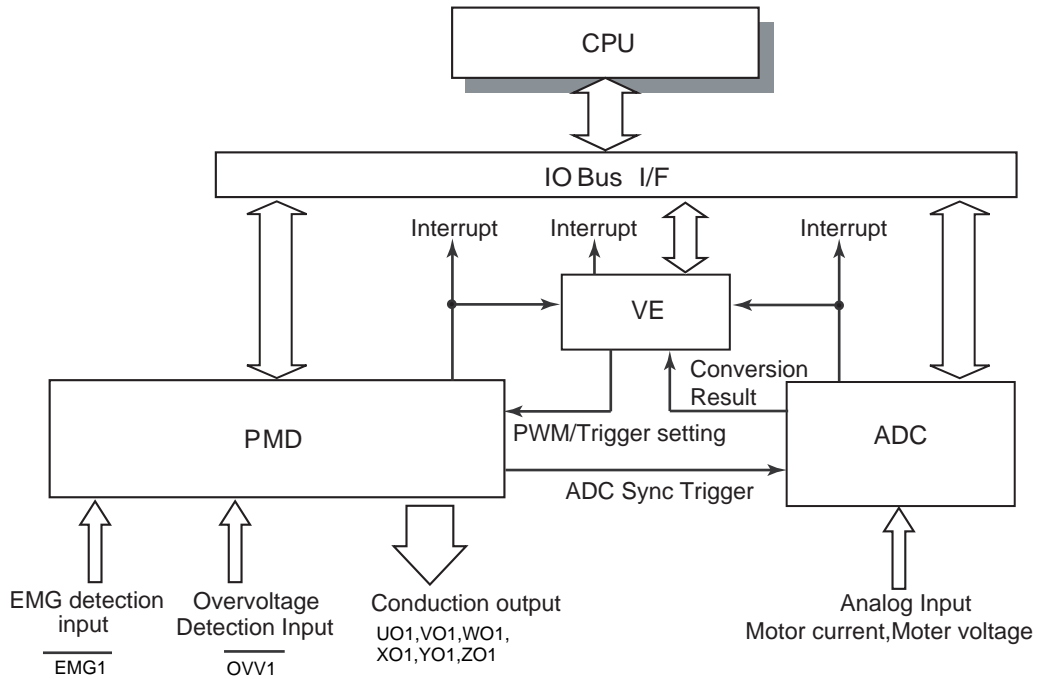 CPU
IO Bus I/F
Interrupt
Interrupt
Interrupt
VE
Conversion
Result
PMD
ADC
PWM/Trigger setting
ADC Sync Trigger
EMG detection
input
EMG1
Overvoltage
Detection Input
OVV1
Conduction output
UO1,VO1,WO1,
XO1,YO1,ZO1
Analog Input
Motor current,Moter voltage